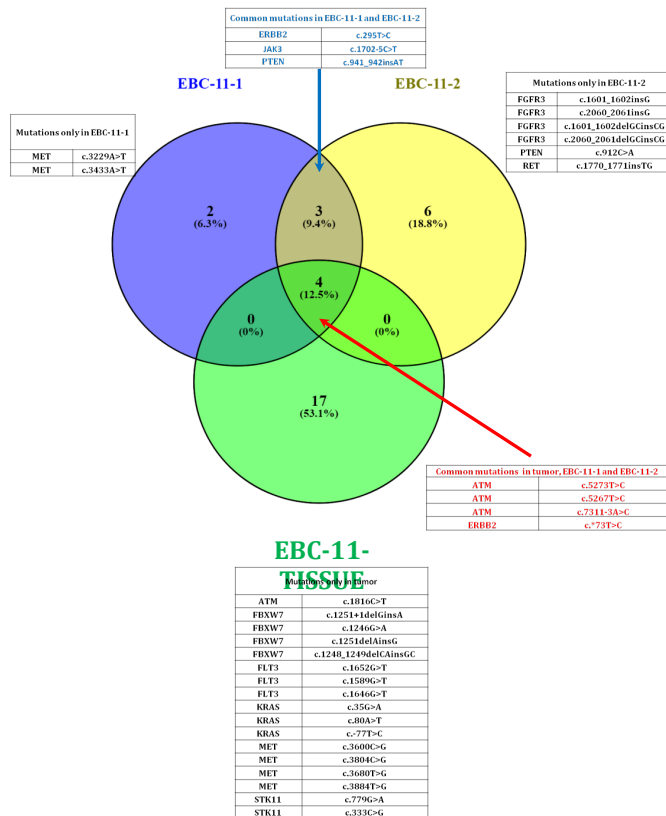 Common mutations in EBC-11-1 and EBC-11-2
ERBB2 c.295T>C
JAK3 c.1702-5C>T
PTEN c.941_942insAT
EBC-11-1
EBC-11-2
Mutations only in EBC-11-1
MET c.3229A>T
MET c.3433A>T
Mutations only in EBC-11-2
FGFR3 c.1601_1602insG
FGFR3 c.2060_2061insG
FGFR3 c.1601_1602delGCinsCG
FGFR3 c.2060_2061delGCinsCG
PTEN c.912C>A
RET c.1770_1771insTG
2
(6.3%)
3
(9.4%)
6
(18.8%)
4
(12.5%)
0
(0%)
0
(0%)
17
(53.1%)
Common mutations in tumor, EBC-11-1 and EBC-11-2
ATM c.5273T>C
ATM c.5267T>C
ATM c.7311-3A>C
ERBB2 c.*73T>C
EBC-11-
TISSUE
Mutations only in tumor
ATM c.1816C>T
FBXW7 c.1251+1delGinsA
FBXW7 c.1246G>A
FBXW7 c.1251delAinsG
FBXW7 c.1248_1249delCAinsGC
FLT3 c.1652G>T
FLT3 c.1589G>T
FLT3 c.1646G>T
KRAS c.35G>A
KRAS c.80A>T
KRAS c.-77T>C
MET c.3600C>G
MET c.3804C>G
MET c.3680T>G
MET c.3884T>G
STK11 c.779G>A
STK11 c.333C>G